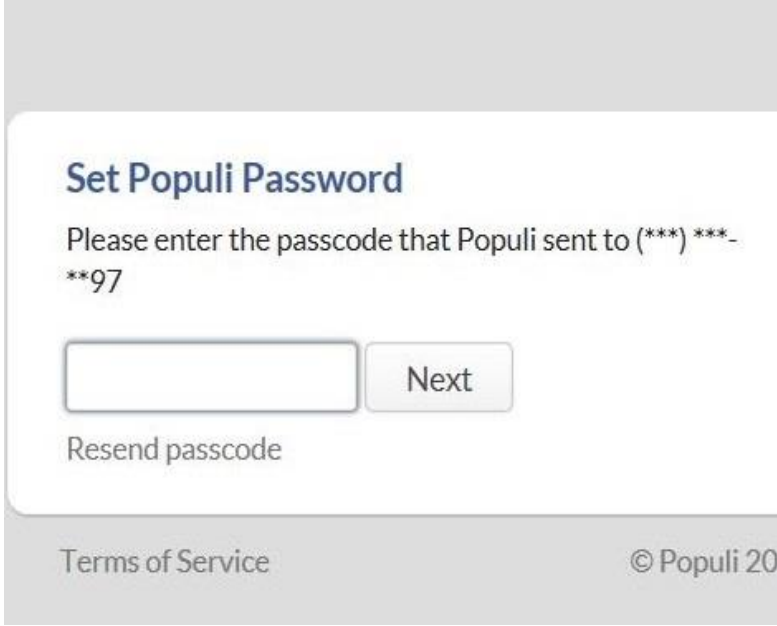 Set Populi Password
Please enter the passcode that Populi sent to (***) ***-
**97
Next
Resend passcode
Terms of Service
© Populi 20